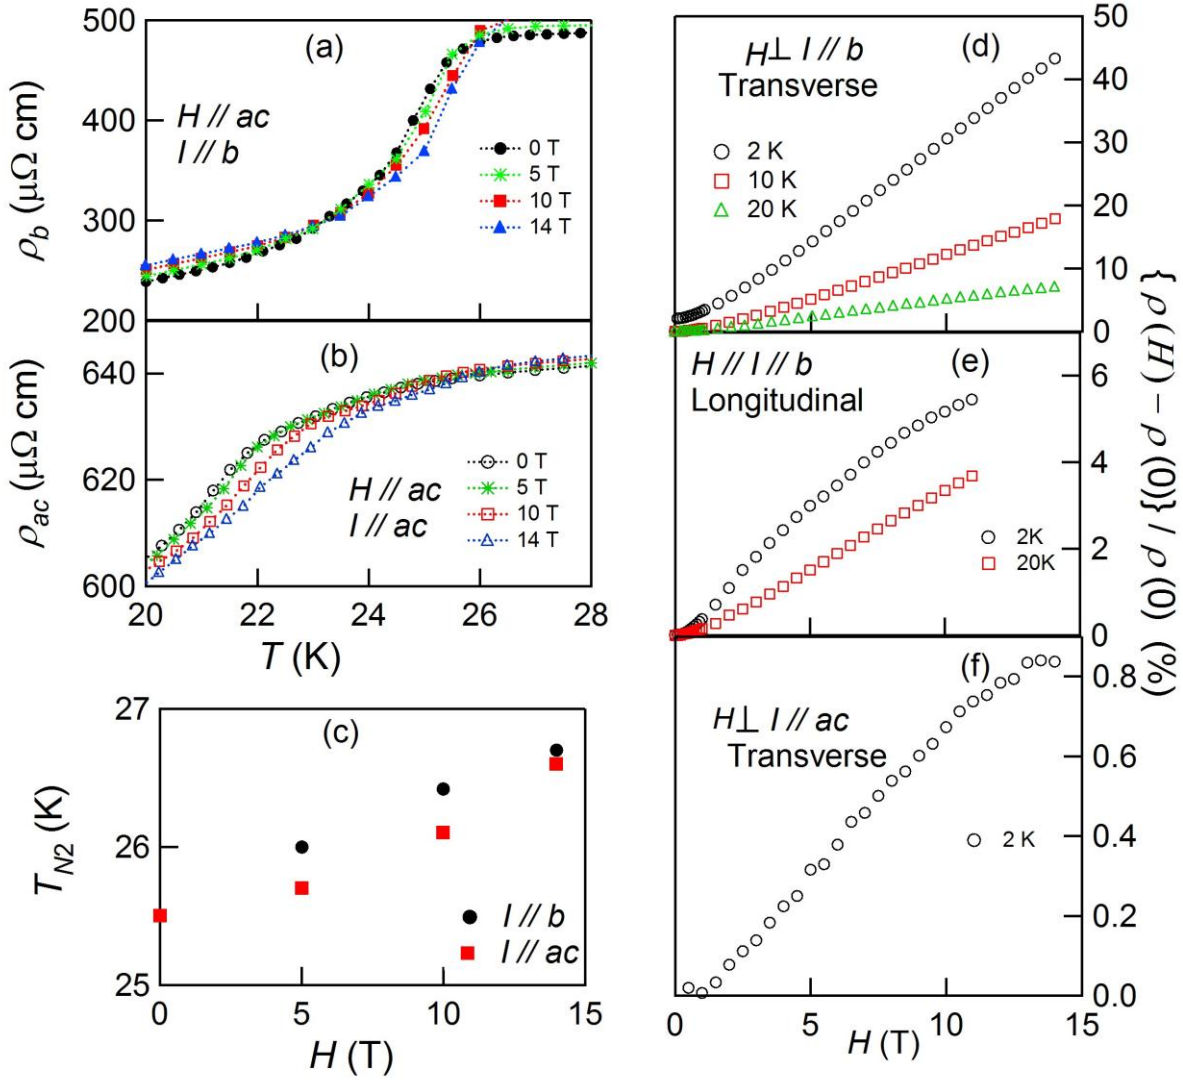 500
400
300
200
ρb (μΩ cm)
(a)
H // ac
I // b
0 T
5 T
10 T
14 T
640
620
600
ρac (μΩ cm)
(b)
H // ac
I // ac
0 T
5 T
10 T
14 T
20 22 24 26 28
T (K)
27
26
25
TN2 (K)
(c)
I // b
I // ac
0 5 10 15
H (T)
(d)
H⊥ I // b
Transverse
2 K
10 K
20 K
50
40
30
20
10
0
(e)
H // I // b
Longitudinal
2K
20K
6
4
2
0
(f)
H⊥ I // ac
Transverse
2 K
0.8
0.6
0.4
0.2
0.0
0 5 10 15
H (T)
{ρ (H) – ρ (0)} / ρ (0) (%)